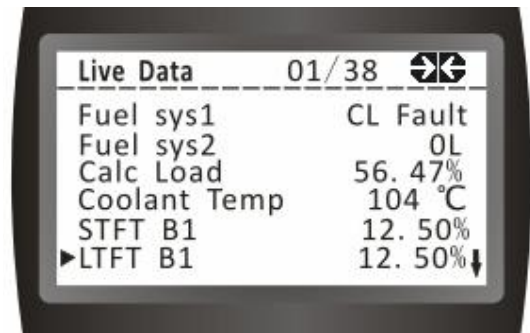 Live Data 01/38
Fuel sys1 CL Fault
Fuel sys2 0L
Calc Load 56.47%
Coolant Temp 104 ℃
STFT B1 12.50%
LTFT B1 12.50%